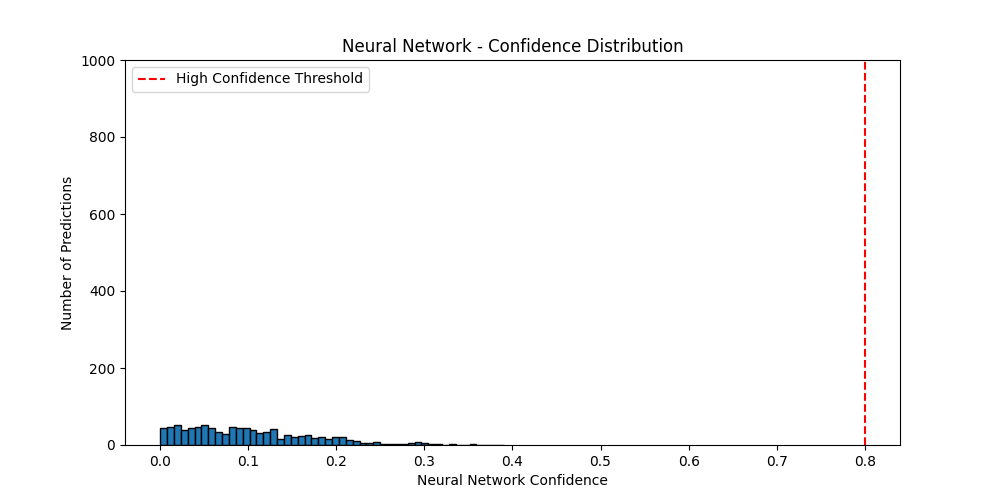 Neural Network - Confidence Distribution
High Confidence Threshold
1000
800
600
400
200
0
Number of Predictions
0.0 0.1 0.2 0.3 0.4 0.5 0.6 0.7 0.8
Neural Network Confidence